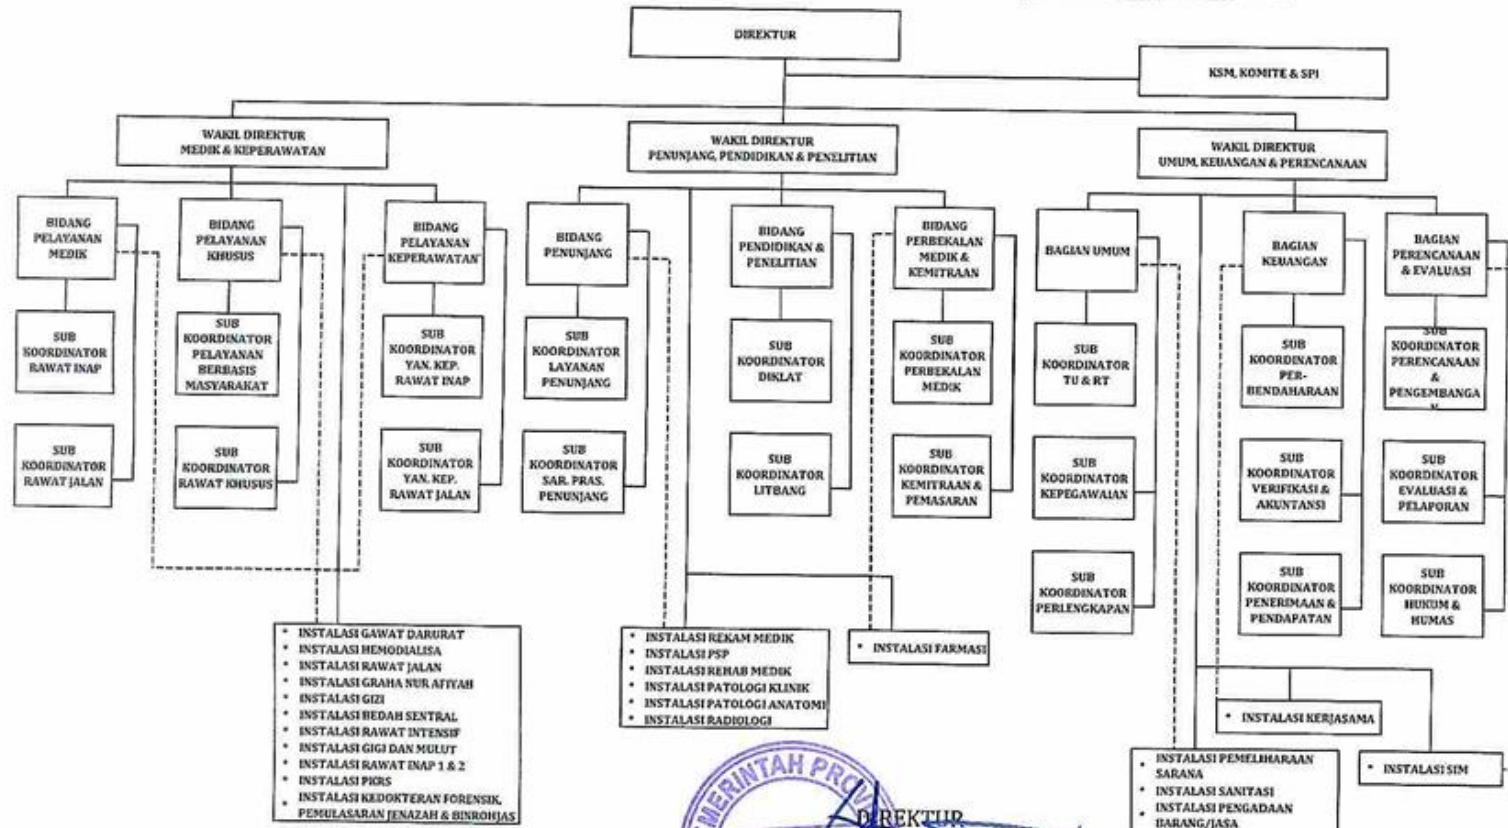 DIREKTUR
KSM, KOMITE & SPI
WAKIL DIREKTUR
MEDIK & KEPERAWATAN
WAKIL DIREKTUR
PENUNJANG, PENDIDIKAN & PENELITIAN
WAKIL DIREKTUR
UMUM, KEUANGAN & PERENCANAAN
BIDANG
PELAYANAN
MEDIK
BIDANG
PELAYANAN
KHUSUS
BIDANG
PELAYANAN
KEPERAWATAN
BIDANG
PENUNJANG
BIDANG
PENDIDIKAN &
PENELITIAN
BIDANG
PERBEKALAN
MEDIK &
KEMITRAAN
BAGIAN UMUM
BAGIAN
KEUANGAN
BAGIAN
PERENCANAAN
& EVALUASI
SUB
KOORDINATOR
RAWAT INAP
SUB
KOORDINATOR
PELAYANAN
BERBASIS
MASYARAKAT
SUB
KOORDINATOR
YAN. KEP.
RAWAT INAP
SUB
KOORDINATOR
LAYANAN
PENUNJANG
SUB
KOORDINATOR
DIKLAT
SUB
KOORDINATOR
PERBEKALAN
MEDIK
SUB
KOORDINATOR
TU & RT
SUB
KOORDINATOR
PER-
BENDAHARAAN
SUB
KOORDINATOR
PERENCANAAN
&
PENGEMBANGA
N
SUB
KOORDINATOR
RAWAT JALAN
SUB
KOORDINATOR
RAWAT KHUSUS
SUB
KOORDINATOR
YAN. KEP.
RAWAT JALAN
SUB
KOORDINATOR
SAR. PRAS.
PENUNJANG
SUB
KOORDINATOR
LITBANG
SUB
KOORDINATOR
KEMITRAAN &
PEMASARAN
SUB
KOORDINATOR
KEPEGAWAIAN
SUB
KOORDINATOR
VERIFIKASI &
AKUNTANSI
SUB
KOORDINATOR
EVALUASI &
PELAPORAN
SUB
KOORDINATOR
PERLENGKAPAN
SUB
KOORDINATOR
PENERIMAAN &
PENDAPATAN
SUB
KOORDINATOR
HUKUM &
HUMAS
• INSTALASI GAWAT DARURAT
• INSTALASI HEMODIALISA
• INSTALASI RAWAT JALAN
• INSTALASI GRAHA NUR AFIYAH
• INSTALASI GIZI
• INSTALASI BEDAH SENTRAL
• INSTALASI RAWAT INTENSIF
• INSTALASI GIGI DAN MULUT
• INSTALASI RAWAT INAP 1 & 2
• INSTALASI PKRS
• INSTALASI KEDOKTERAN FORENSIK,
PEMULASARAN JENAZAH & BINROHJAS
• INSTALASI REKAM MEDIK
• INSTALASI PSP
• INSTALASI REHAB MEDIK
• INSTALASI PATOLOGI KLINIK
• INSTALASI PATOLOGI ANATOMI
• INSTALASI RADIOLOGI
• INSTALASI FARMASI
• INSTALASI KERJASAMA
• INSTALASI SIM
• INSTALASI PEMELIHARAAN
SARANA
• INSTALASI SANITASI
• INSTALASI PENGADAAN
BARANG/JASA
DIREKTUR